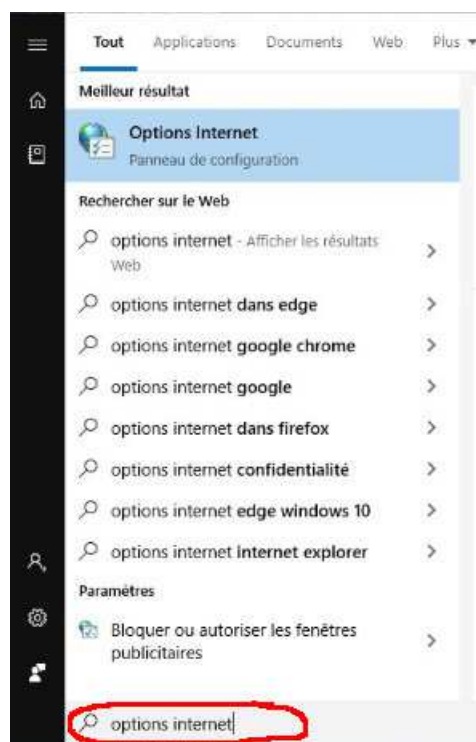 Tout Applications Documents Web Plus
Meilleur résultat
Options Internet
Panneau de configuration
Rechercher sur le Web
options internet - Afficher les résultats
Web
options internet dans edge
options internet google chrome
options internet google
options internet dans firefox
options internet confidentialité
options internet edge windows 10
options internet internet explorer
Paramètres
Bloquer ou autoriser les fenêtres
publicitaires
options internet